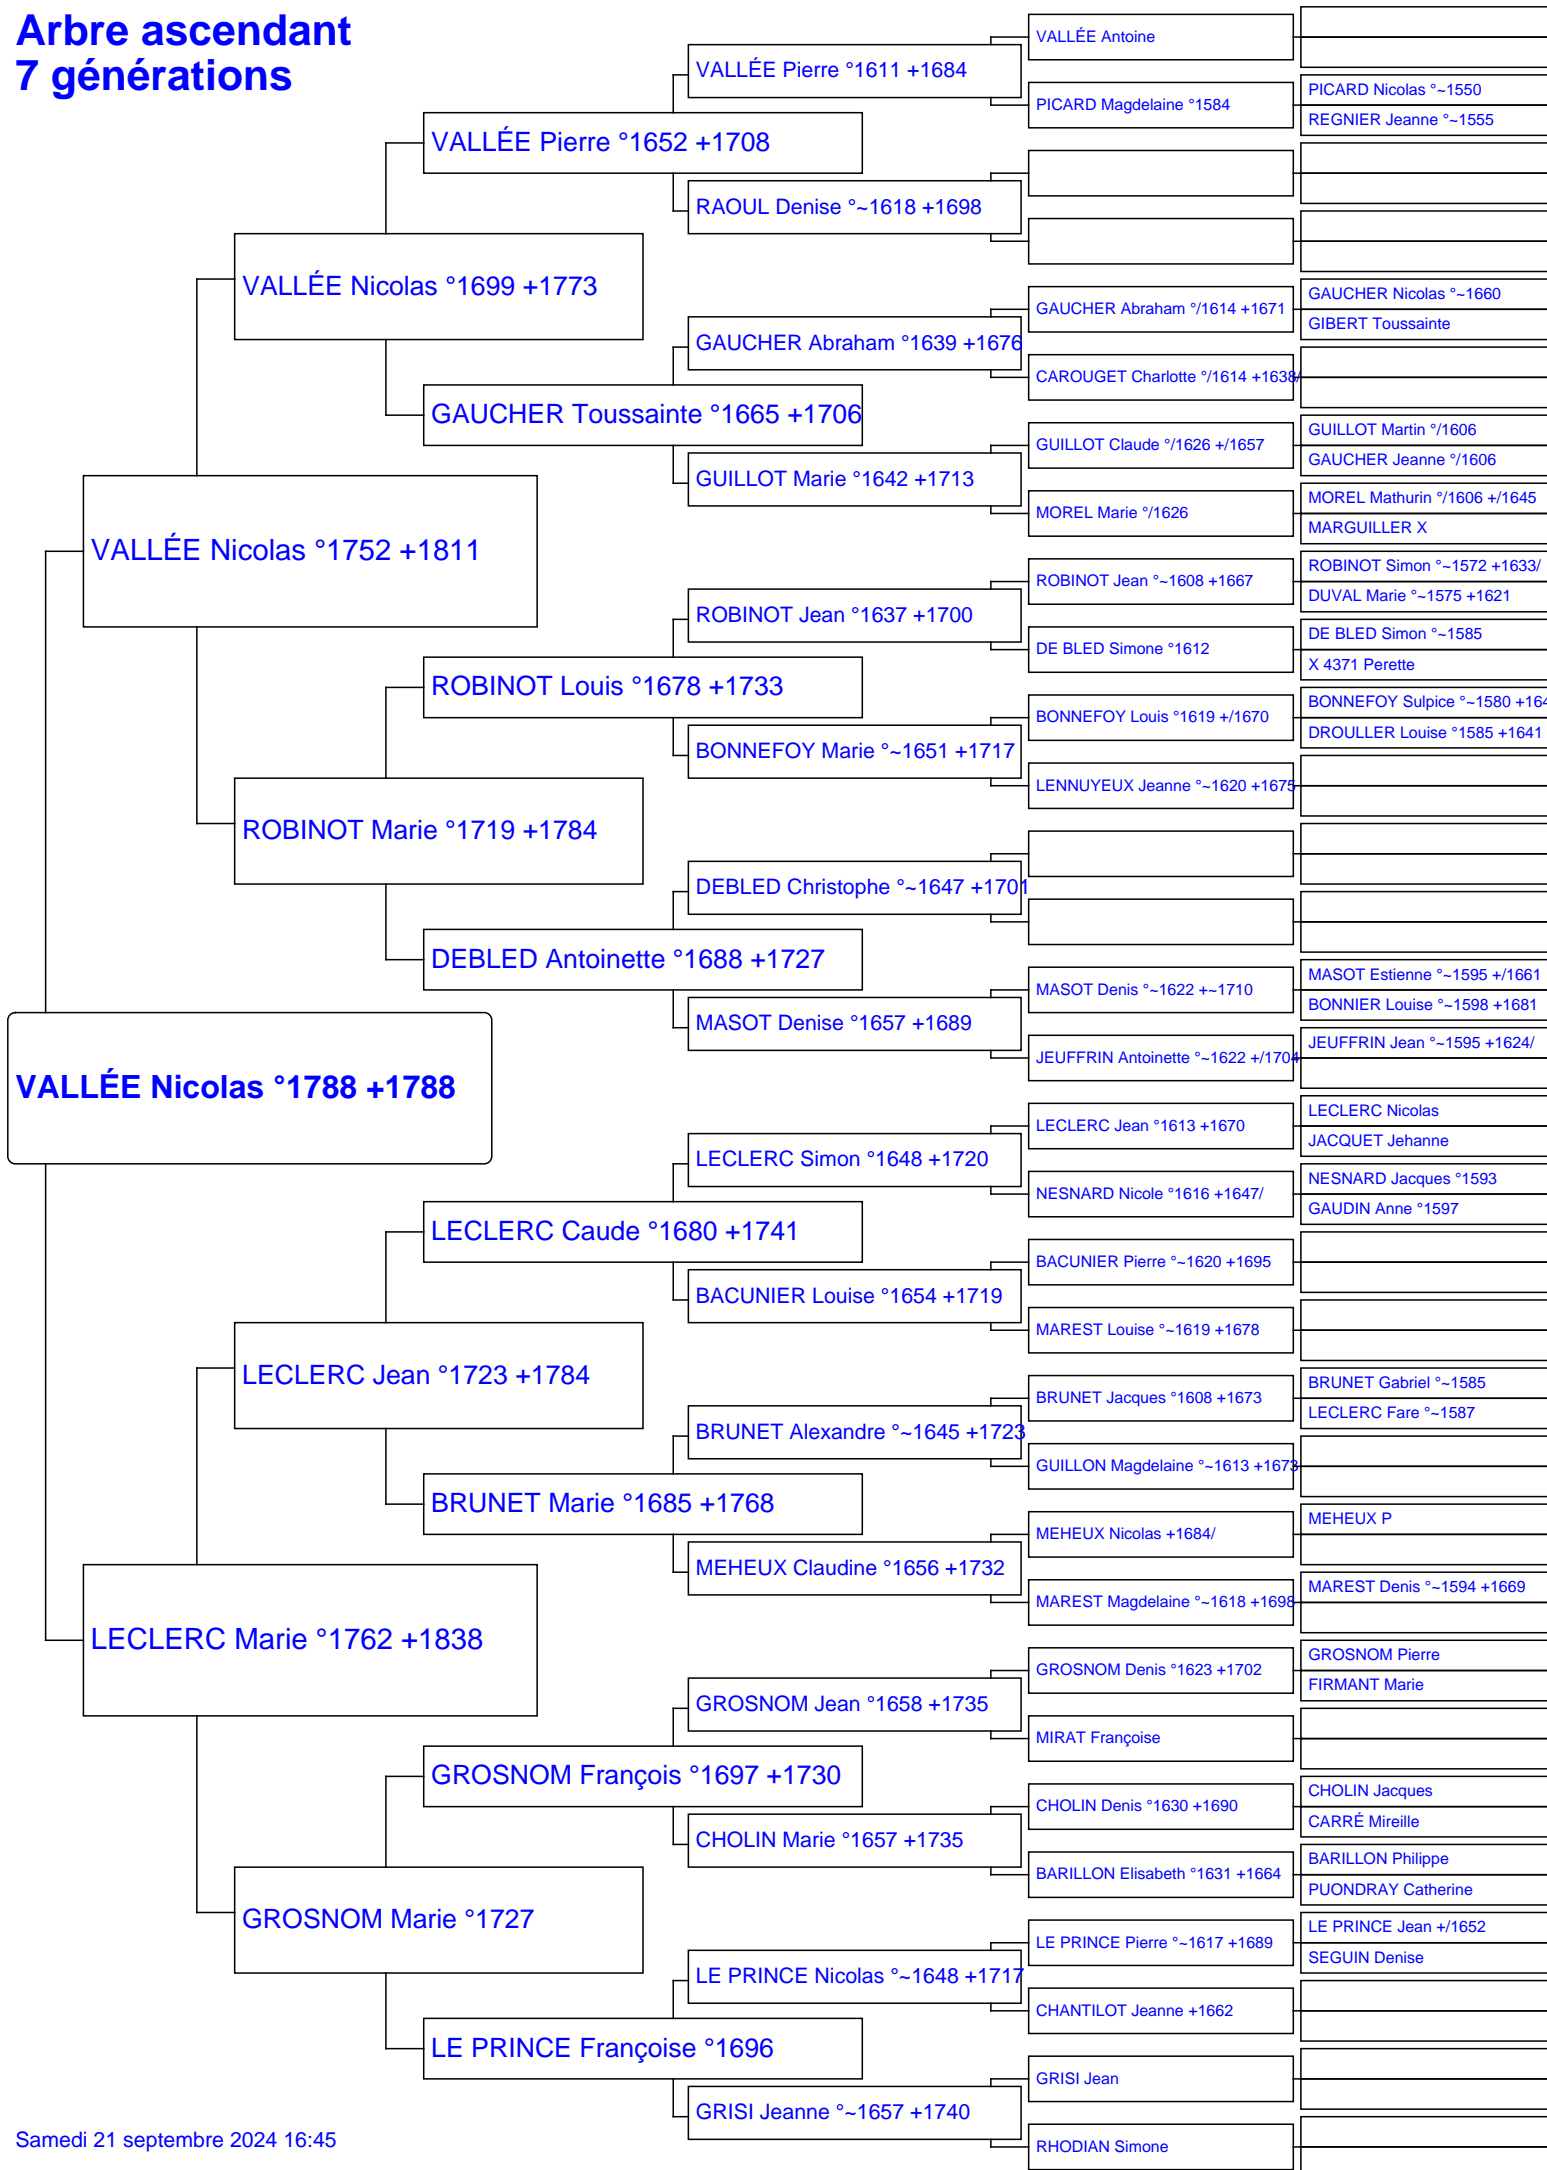 Arbre ascendant
7 générations
VALLÉE Nicolas °1788 +1788
VALLÉE Nicolas °1752 +1811
LECLERC Marie °1762 +1838
VALLÉE Nicolas °1699 +1773
ROBINOT Marie °1719 +1784
LECLERC Jean °1723 +1784
GROSNOM Marie °1727
VALLÉE Pierre °1652 +1708
GAUCHER Toussainte °1665 +1706
ROBINOT Louis °1678 +1733
DEBLED Antoinette °1688 +1727
LECLERC Caude °1680 +1741
BRUNET Marie °1685 +1768
GROSNOM François °1697 +1730
LE PRINCE Françoise °1696
VALLÉE Pierre °1611 +1684
RAOUL Denise °~1618 +1698
GAUCHER Abraham °1639 +1676
GUILLOT Marie °1642 +1713
ROBINOT Jean °1637 +1700
BONNEFOY Marie °~1651 +1717
DEBLED Christophe °~1647 +1701
MASOT Denise °1657 +1689
LECLERC Simon °1648 +1720
BACUNIER Louise °1654 +1719
BRUNET Alexandre °~1645 +1723
MEHEUX Claudine °1656 +1732
GROSNOM Jean °1658 +1735
CHOLIN Marie °1657 +1735
LE PRINCE Nicolas °~1648 +1717
GRISI Jeanne °~1657 +1740
VALLÉE Antoine
PICARD Magdelaine °1584
GAUCHER Abraham °/1614 +1671
CAROUGET Charlotte °/1614 +1638/
GUILLOT Claude °/1626 +/1657
MOREL Marie °/1626
ROBINOT Jean °~1608 +1667
DE BLED Simone °1612
BONNEFOY Louis °1619 +/1670
LENNUYEUX Jeanne °~1620 +1675
MASOT Denis °~1622 +~1710
JEUFFRIN Antoinette °~1622 +/1704
LECLERC Jean °1613 +1670
NESNARD Nicole °1616 +1647/
BACUNIER Pierre °~1620 +1695
MAREST Louise °~1619 +1678
BRUNET Jacques °1608 +1673
GUILLON Magdelaine °~1613 +1673
MEHEUX Nicolas +1684/
MAREST Magdelaine °~1618 +1698
GROSNOM Denis °1623 +1702
MIRAT Françoise
CHOLIN Denis °1630 +1690
BARILLON Elisabeth °1631 +1664
LE PRINCE Pierre °~1617 +1689
CHANTILOT Jeanne +1662
GRISI Jean
RHODIAN Simone
PICARD Nicolas °~1550
REGNIER Jeanne °~1555
GAUCHER Nicolas °~1660
GIBERT Toussainte
GUILLOT Martin °/1606
GAUCHER Jeanne °/1606
MOREL Mathurin °/1606 +/1645
MARGUILLER X
ROBINOT Simon °~1572 +1633/
DUVAL Marie °~1575 +1621
DE BLED Simon °~1585
X 4371 Perette
BONNEFOY Sulpice °~1580 +164
DROULLER Louise °1585 +1641
MASOT Estienne °~1595 +/1661
BONNIER Louise °~1598 +1681
JEUFFRIN Jean °~1595 +1624/
LECLERC Nicolas
JACQUET Jehanne
NESNARD Jacques °1593
GAUDIN Anne °1597
BRUNET Gabriel °~1585
LECLERC Fare °~1587
MEHEUX P
MAREST Denis °~1594 +1669
GROSNOM Pierre
FIRMANT Marie
CHOLIN Jacques
CARRÉ Mireille
BARILLON Philippe
PUONDRAY Catherine
LE PRINCE Jean +/1652
SEGUIN Denise
Samedi 21 septembre 2024 16:45